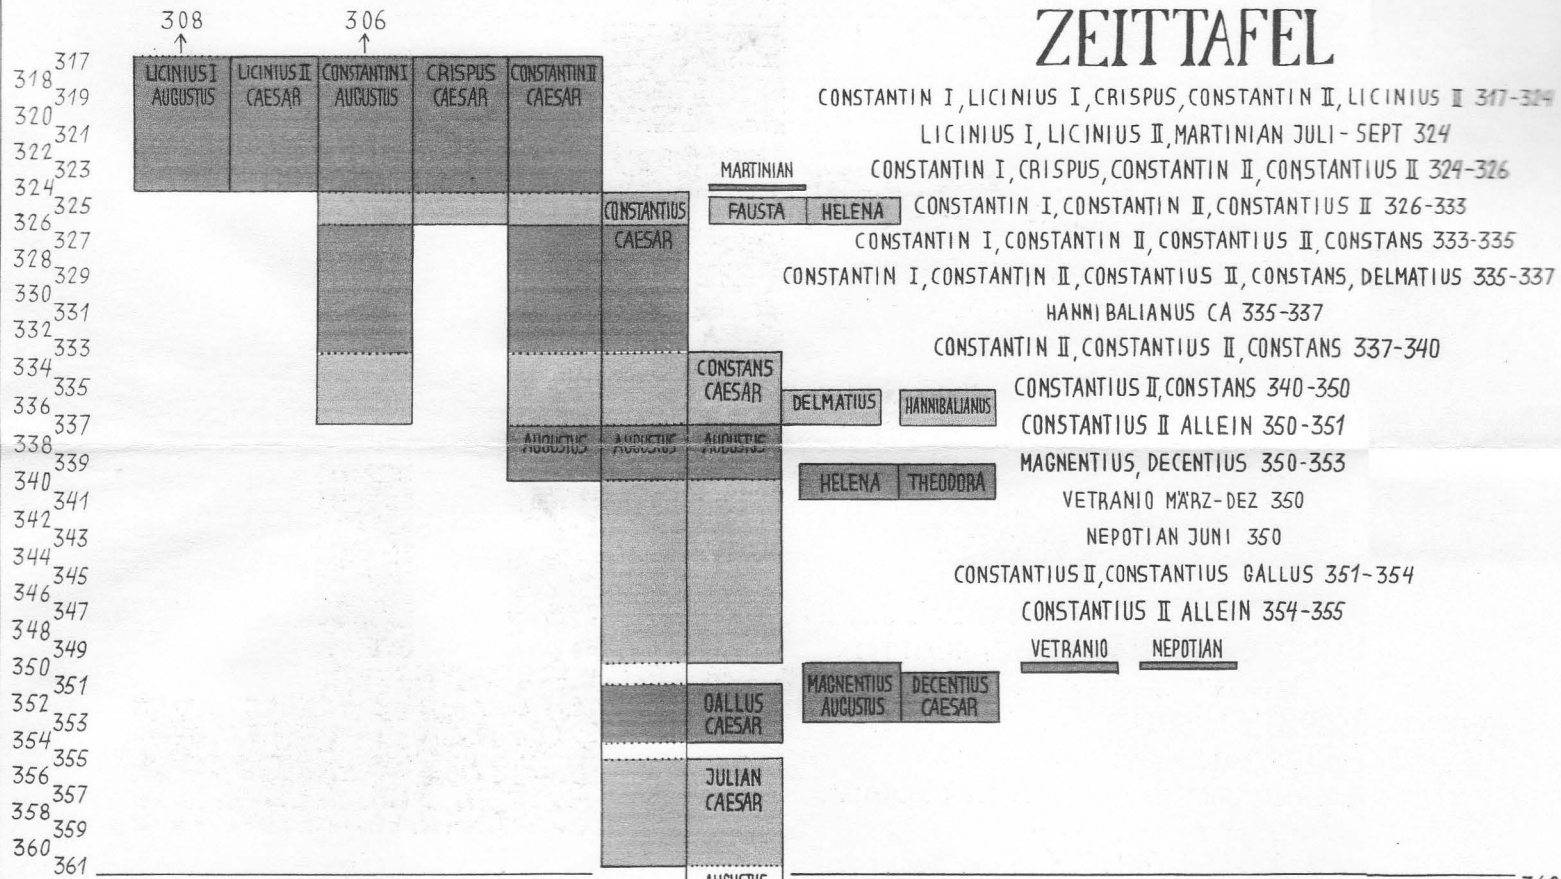 308
306
ZEITTAFEL
317
318
319
320
321
322
323
324
325
326
327
328
329
330
331
332
333
334
335
336
337
338
339
340
341
342
343
344
345
346
347
348
349
350
351
352
353
354
355
356
357
358
359
360
361
LICINIUS I
AUGUSTUS
LICINIUS II
CAESAR
CONSTANTIN I
AUGUSTUS
CRISPUS
CAESAR
CONSTANTIN II
CAESAR
CONSTANTIUS
CAESAR
MARTINIAN
FAUSTA
HELENA
CONSTANS
CAESAR
DELMATIUS
HANNIBALIANUS
AUGUSTUS
AUGUSTUS
AUGUSTUS
HELENA
THEODORA
VETRANIO
NEPOTIAN
MAGNENTIUS
AUGUSTUS
DECENTIUS
CAESAR
GALLUS
CAESAR
JULIAN
CAESAR
AUGUSTUS
CONSTANTIN I, LICINIUS I, CRISPUS, CONSTANTIN II, LICINIUS II 317-324
LICINIUS I, LICINIUS II, MARTINIAN JULI - SEPT 324
CONSTANTIN I, CRISPUS, CONSTANTIN II, CONSTANTIUS II 324-326
CONSTANTIN I, CONSTANTIN II, CONSTANTIUS II 326-333
CONSTANTIN I, CONSTANTIN II, CONSTANTIUS II, CONSTANS 333-335
CONSTANTIN I, CONSTANTIN II, CONSTANTIUS II, CONSTANS, DELMATIUS 335-337
HANNIBALIANUS CA 335-337
CONSTANTIN II, CONSTANTIUS II, CONSTANS 337-340
CONSTANTIUS II, CONSTANS 340-350
CONSTANTIUS II ALLEIN 350-351
MAGNENTIUS, DECENTIUS 350-353
VETRANIO MÄRZ-DEZ 350
NEPOTIAN JUNI 350
CONSTANTIUS II, CONSTANTIUS GALLUS 351-354
CONSTANTIUS II ALLEIN 354-355